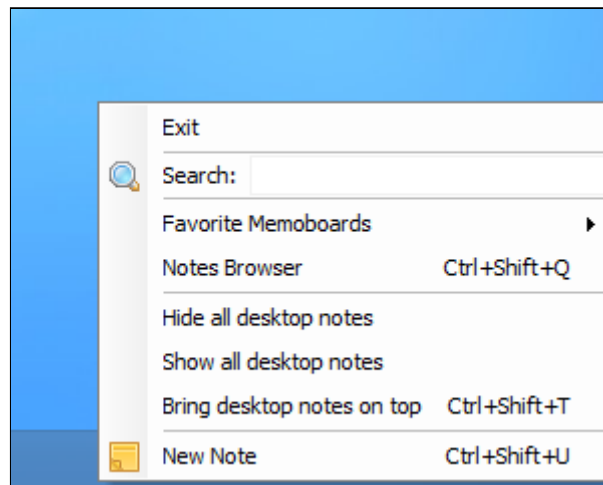 Exit
Search:
Favorite Memoboards
Notes Browser Ctrl+Shift+Q
Hide all desktop notes
Show all desktop notes
Bring desktop notes on top Ctrl+Shift+T
New Note Ctrl+Shift+U